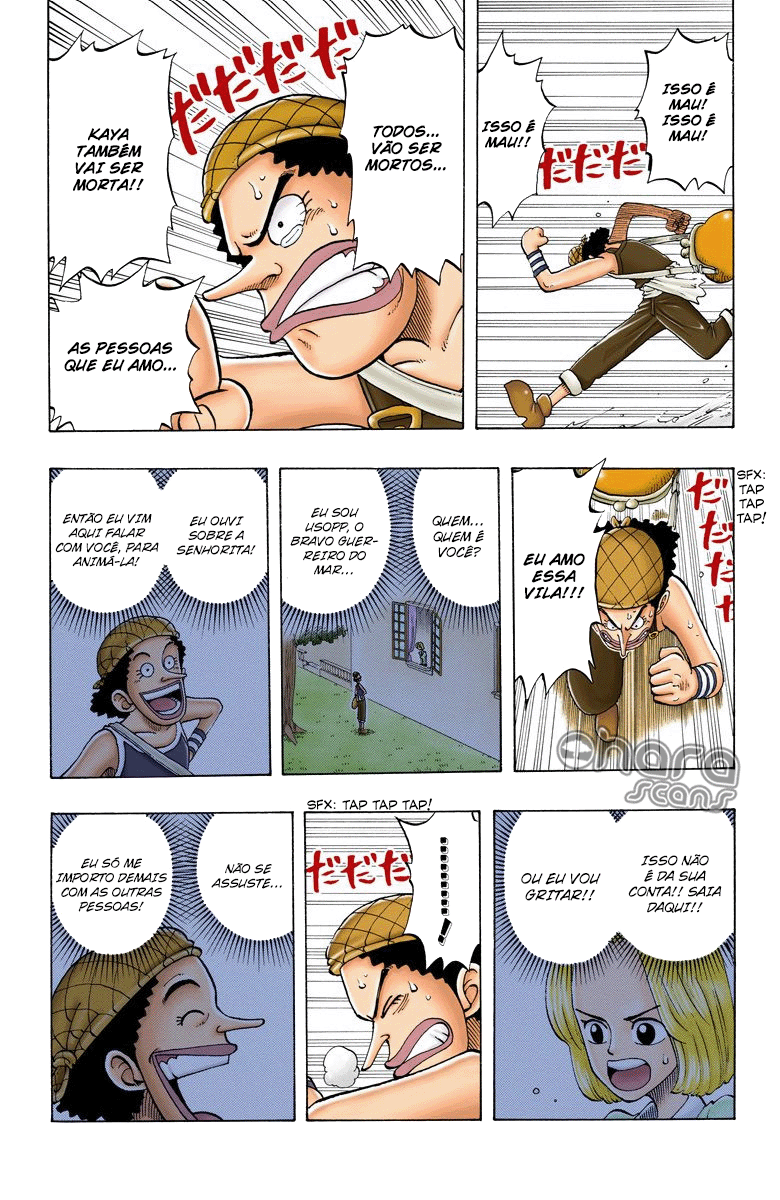 ISSO É
MAU!
ISSO É
MAU!
ISSO É
MAU!!
だだだ
TODOS...
VÃO SER
MORTOS...
だだだだ
KAYA
TAMBÉM
VAI SER
MORTA!!
AS PESSOAS
QUE EU AMO...
SFX:
TAP
TAP
TAP!
だだだだ
EU AMO
ESSA
VILA!!!
QUEM...
QUEM É
VOCÊ?
EU SOU
USOPP, O
BRAVO GUER-
REIRO DO
MAR...
EU OUVI
SOBRE A
SENHORITA!
ENTÃO EU VIM
AQUI FALAR
COM VOCÊ, PARA
ANIMÁ-LA!
Ohara
scans
ISSO NÃO
É DA SUA
CONTA!! SAIA
DAQUI!!
OU EU VOU
GRITAR!!
SFX: TAP TAP TAP!
だだだ
..........!
NÃO SE
ASSUSTE...
EU SÓ ME
IMPORTO DEMAIS
COM AS OUTRAS
PESSOAS!